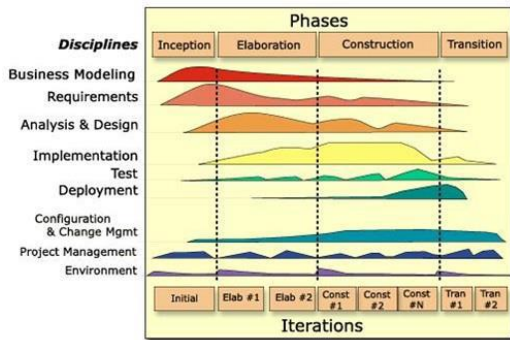 Phases
Disciplines
Inception
Elaboration
Construction
Transition
Business Modeling
Requirements
Analysis & Design
Implementation
Test
Deployment
Configuration
& Change Mgmt
Project Management
Environment
Initial
Elab #1
Elab #2
Const
#1
Const
#2
Const
#N
Tran
#1
Tran
#2
Iterations